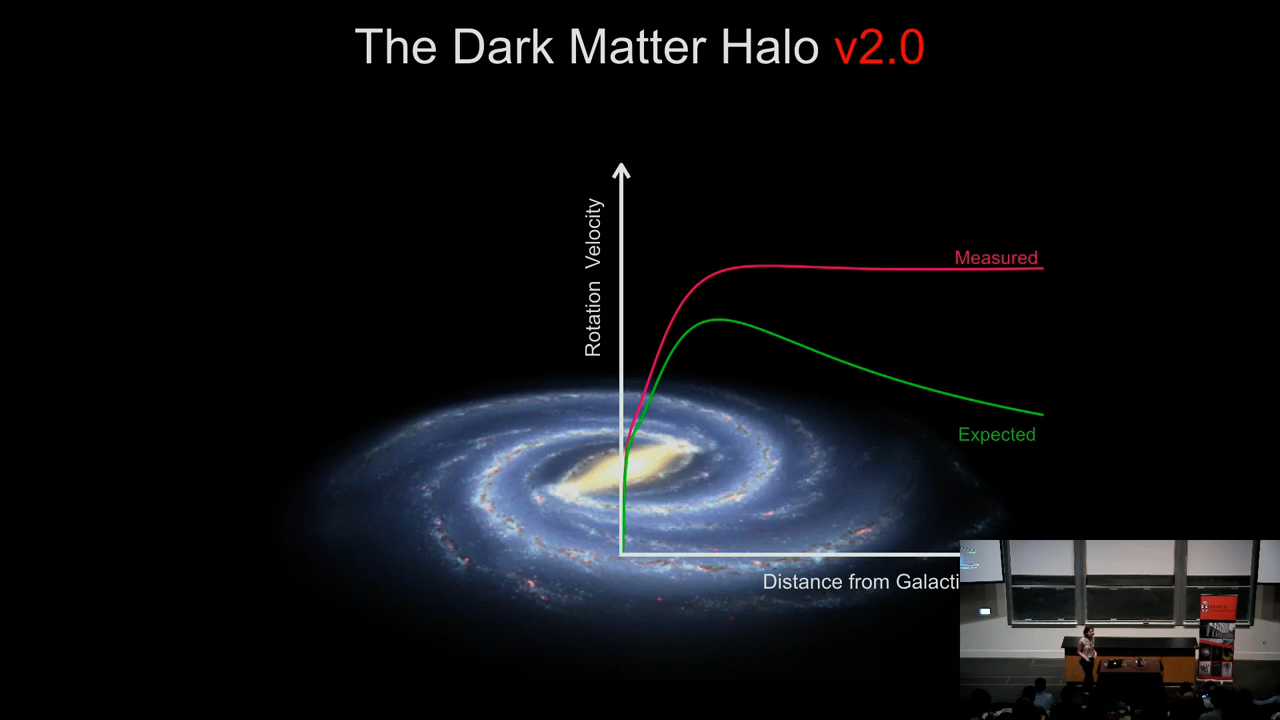 The Dark Matter Halo v2.0
Rotation Velocity
Measured
Expected
Distance from Galacti